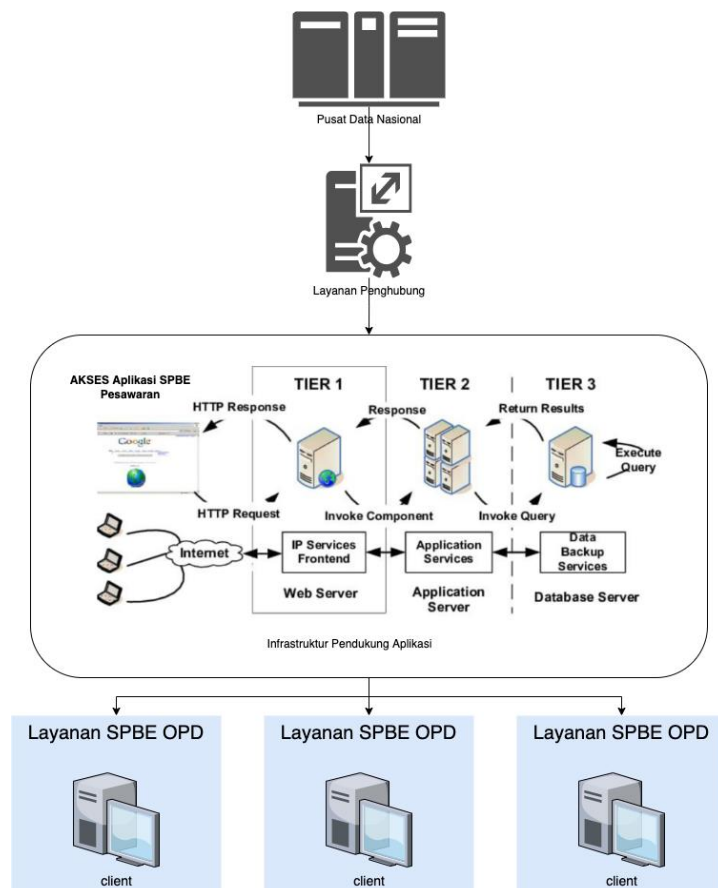 Pusat Data Nasional
Layanan Penghubung
AKSES Aplikasi SPBE
Pesawaran
TIER 1
TIER 2
TIER 3
HTTP Response
Response
Return Results
Google
Execute
Query
HTTP Request
Invoke Component
Invoke Query
Internet
IP Services
Frontend
Application
Services
Data
Backup
Services
Web Server
Application
Server
Database Server
Infrastruktur Pendukung Aplikasi
Layanan SPBE OPD
Layanan SPBE OPD
Layanan SPBE OPD
client
client
client